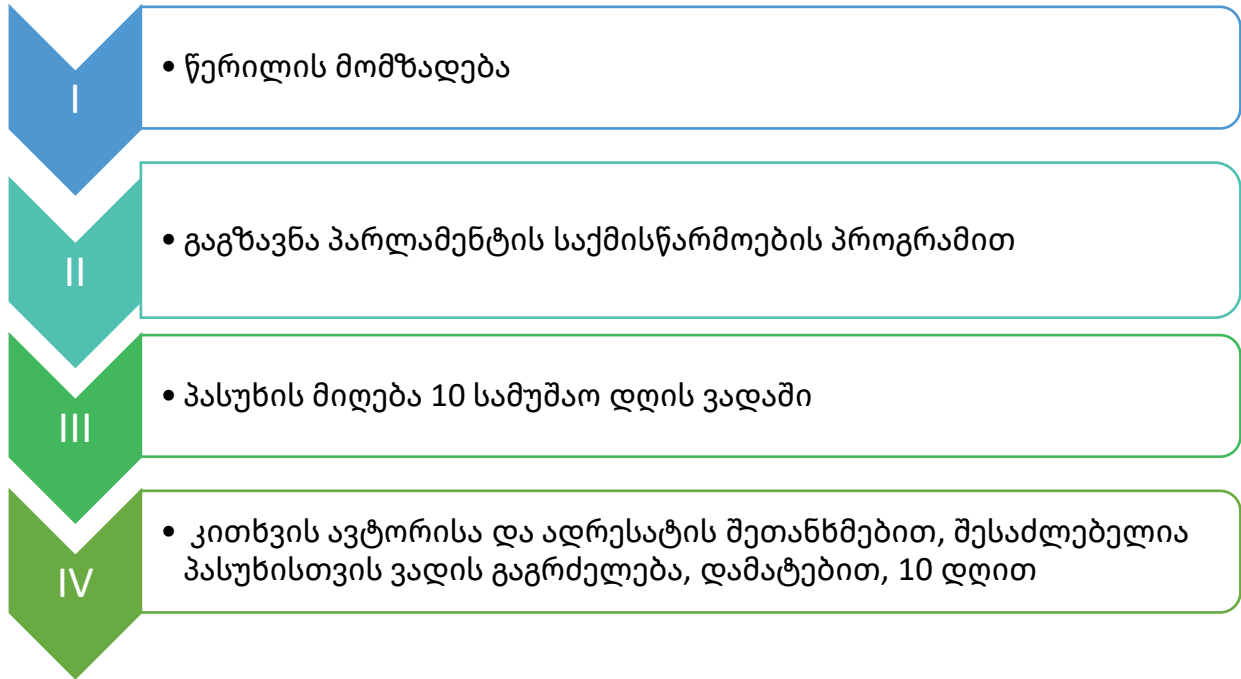 I
• წერილის მომზადება
II
• გაგზავნა პარლამენტის საქმისწარმოების პროგრამით
III
• პასუხის მიღება 10 სამუშაო დღის ვადაში
IV
• კითხვის ავტორისა და ადრესატის შეთანხმებით, შესაძლებელია
პასუხისთვის ვადის გაგრძელება, დამატებით, 10 დღით